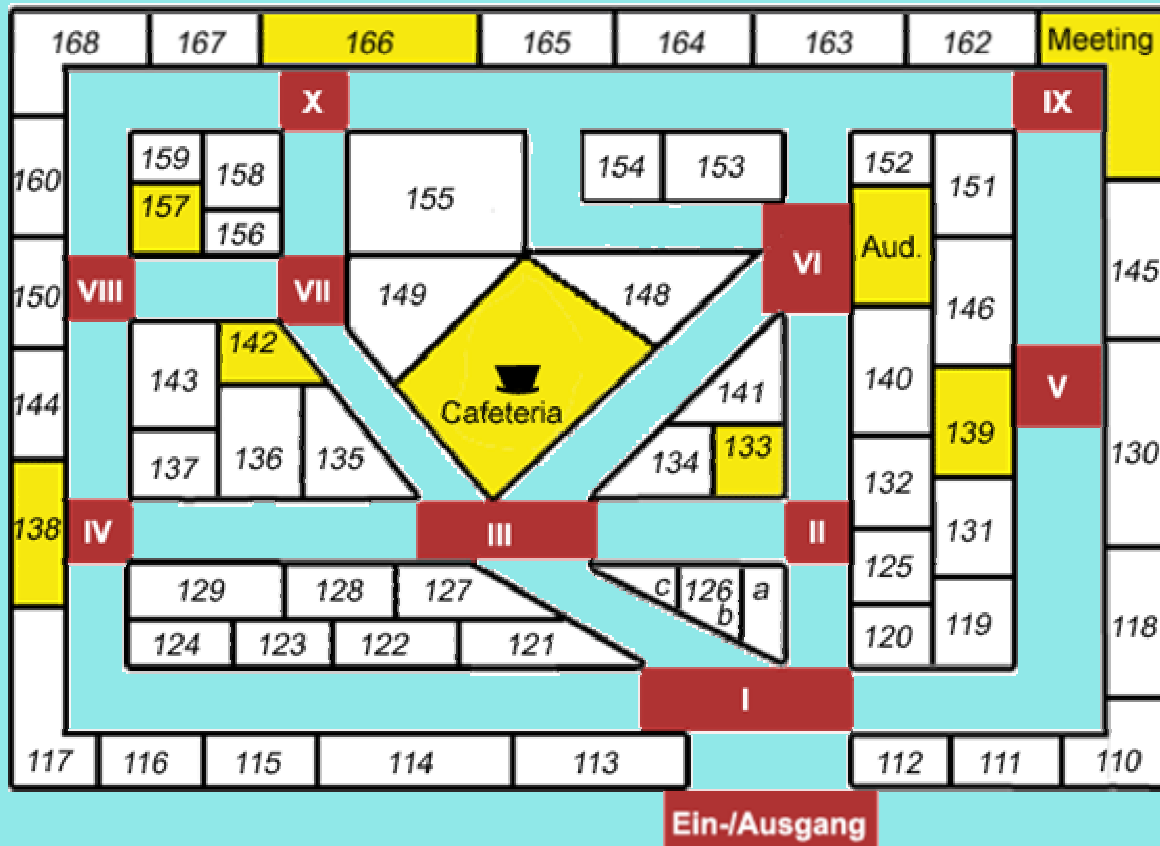 168 167 166 165 164 163 162 Meeting
X IX
159 158 155 154 153 152 151
160
157
156
Aud.
VIII VII VI
150 149 148 145
146
142
143 141 140 V
144
Cafeteria
139
133
137 136 135 134 132 130
138 IV III II 131
129 128 127 c 126 a 125
b
124 123 122 121 120 119 118
I
117 116 115 114 113 112 111 110
Ein-/Ausgang